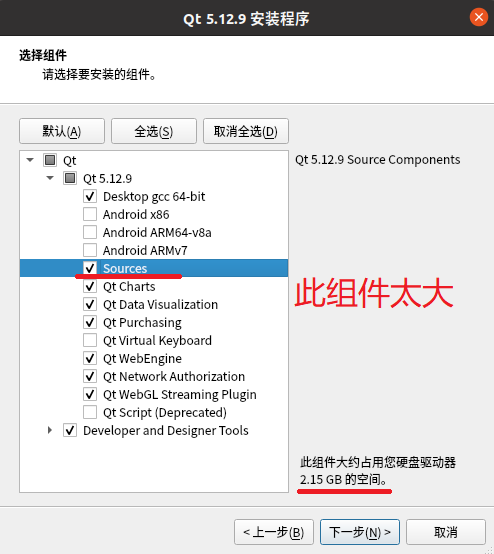 Qt 5.12.9 安装程序
选择组件
请选择要安装的组件。
默认(A)
全选(S)
取消全选(D)
Qt
Qt 5.12.9
Desktop gcc 64-bit
Android x86
Android ARM64-v8a
Android ARMv7
Sources
Qt Charts
Qt Data Visualization
Qt Purchasing
Qt Virtual Keyboard
Qt WebEngine
Qt Network Authorization
Qt WebGL Streaming Plugin
Qt Script (Deprecated)
Developer and Designer Tools
Qt 5.12.9 Source Components
此组件太大
此组件大约占用您硬盘驱动器
2.15 GB 的空间。
< 上一步(B)
下一步(N) >
取消